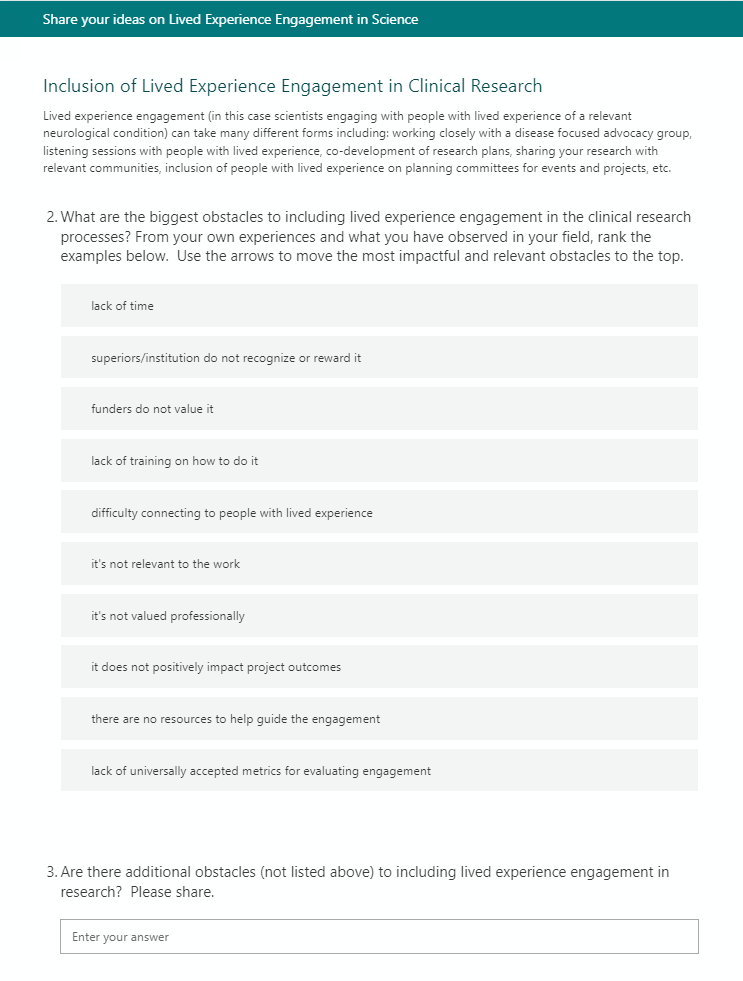 Share your ideas on Lived Experience Engagement in Science
Inclusion of Lived Experience Engagement in Clinical Research
Lived experience engagement (in this case scientists engaging with people with lived experience of a relevant
neurological condition) can take many different forms including: working closely with a disease focused advocacy group,
listening sessions with people with lived experience, co-development of research plans, sharing your research with
relevant communities, inclusion of people with lived experience on planning committees for events and projects, etc.
2. What are the biggest obstacles to including lived experience engagement in the clinical research
processes? From your own experiences and what you have observed in your field, rank the
examples below.  Use the arrows to move the most impactful and relevant obstacles to the top.
lack of time
superiors/institution do not recognize or reward it
funders do not value it
lack of training on how to do it
difficulty connecting to people with lived experience
it's not relevant to the work
it's not valued professionally
it does not positively impact project outcomes
there are no resources to help guide the engagement
lack of universally accepted metrics for evaluating engagement
3. Are there additional obstacles (not listed above) to including lived experience engagement in
research?  Please share.
Enter your answer